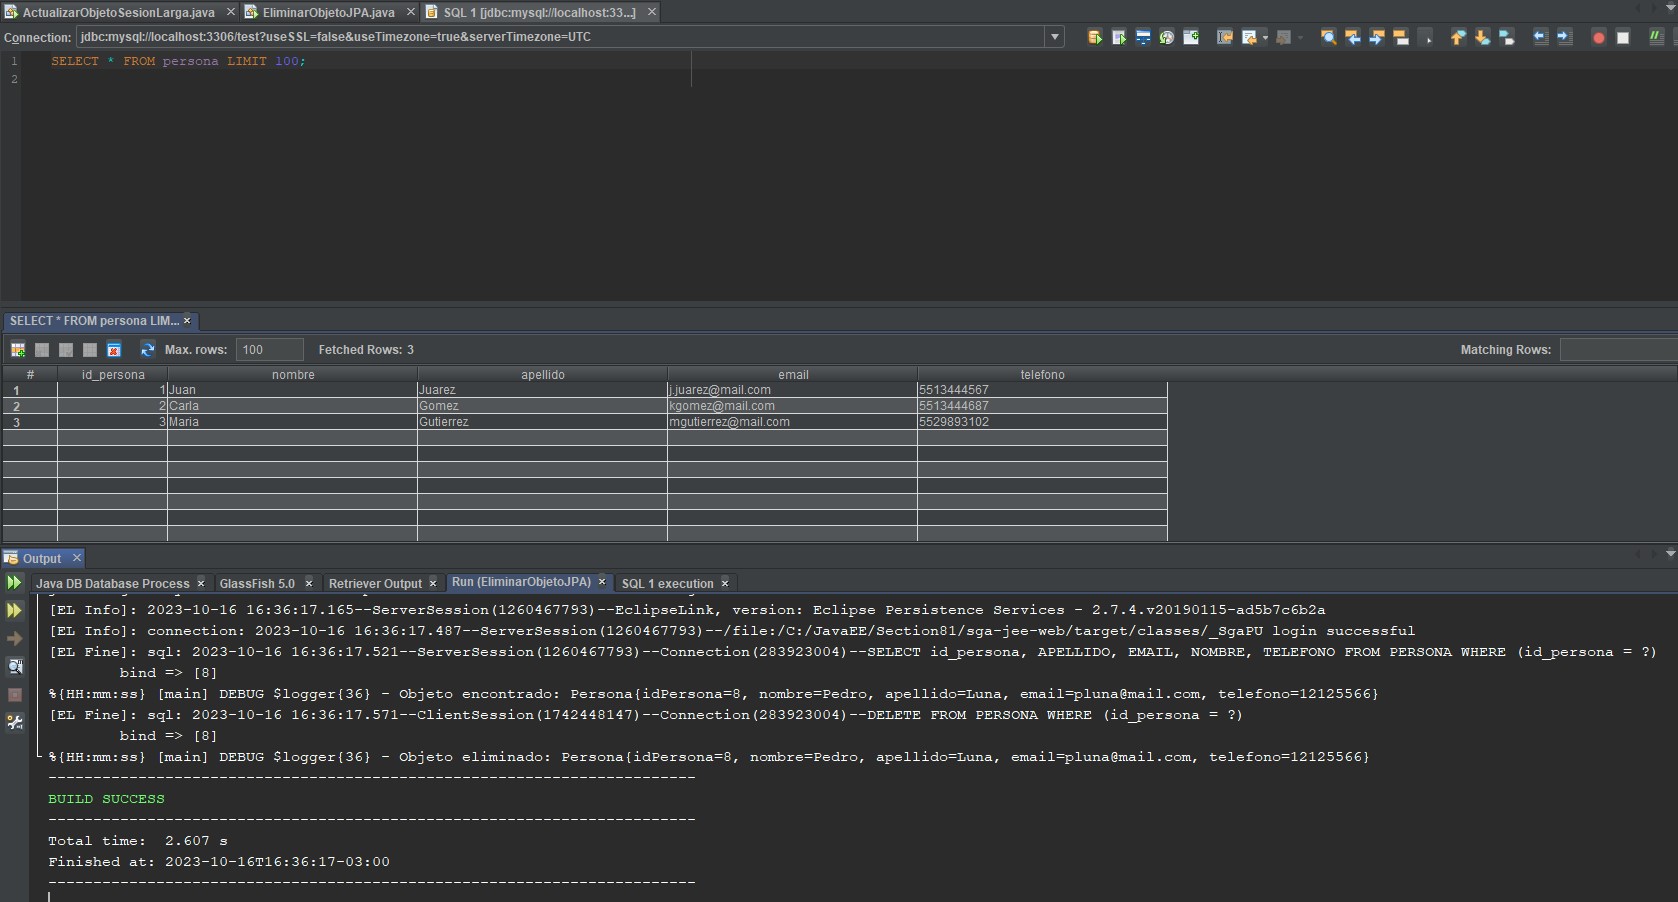 ActualizarObjetoSesionLarga.java EliminarObjetoJPA.java SQL 1 [jdbc:mysql://localhost:33...]
Connection: jdbc:mysql://localhost:3306/test?useSSL=false&useTimezone=true&serverTimezone=UTC
1 SELECT * FROM persona LIMIT 100;
2
SELECT * FROM persona LIM...
Max. rows: 100 Fetched Rows: 3 Matching Rows:
# id_persona nombre apellido email telefono
1 1 Juan Juarez j.juarez@mail.com 5513444567
2 2 Carla Gomez kgomez@mail.com 5513444687
3 3 Maria Gutierrez mgutierrez@mail.com 5529893102
Output
Java DB Database Process GlassFish 5.0 Retriever Output Run (EliminarObjetoJPA) SQL 1 execution
[EL Info]: 2023-10-16 16:36:17.165--ServerSession(1260467793)--EclipseLink, version: Eclipse Persistence Services - 2.7.4.v20190115-ad5b7c6b2a
[EL Info]: connection: 2023-10-16 16:36:17.487--ServerSession(1260467793)--/file:/C:/JavaEE/Section81/sga-jee-web/target/classes/_SgaPU login successful
[EL Fine]: sql: 2023-10-16 16:36:17.521--ServerSession(1260467793)--Connection(283923004)--SELECT id_persona, APELLIDO, EMAIL, NOMBRE, TELEFONO FROM PERSONA WHERE (id_persona = ?)
bind => [8]
%{HH:mm:ss} [main] DEBUG $logger{36} - Objeto encontrado: Persona{idPersona=8, nombre=Pedro, apellido=Luna, email=pluna@mail.com, telefono=12125566}
[EL Fine]: sql: 2023-10-16 16:36:17.571--ClientSession(1742448147)--Connection(283923004)--DELETE FROM PERSONA WHERE (id_persona = ?)
bind => [8]
%{HH:mm:ss} [main] DEBUG $logger{36} - Objeto eliminado: Persona{idPersona=8, nombre=Pedro, apellido=Luna, email=pluna@mail.com, telefono=12125566}
------------------------------------------------------------------------
BUILD SUCCESS
------------------------------------------------------------------------
Total time:  2.607 s
Finished at: 2023-10-16T16:36:17-03:00
------------------------------------------------------------------------